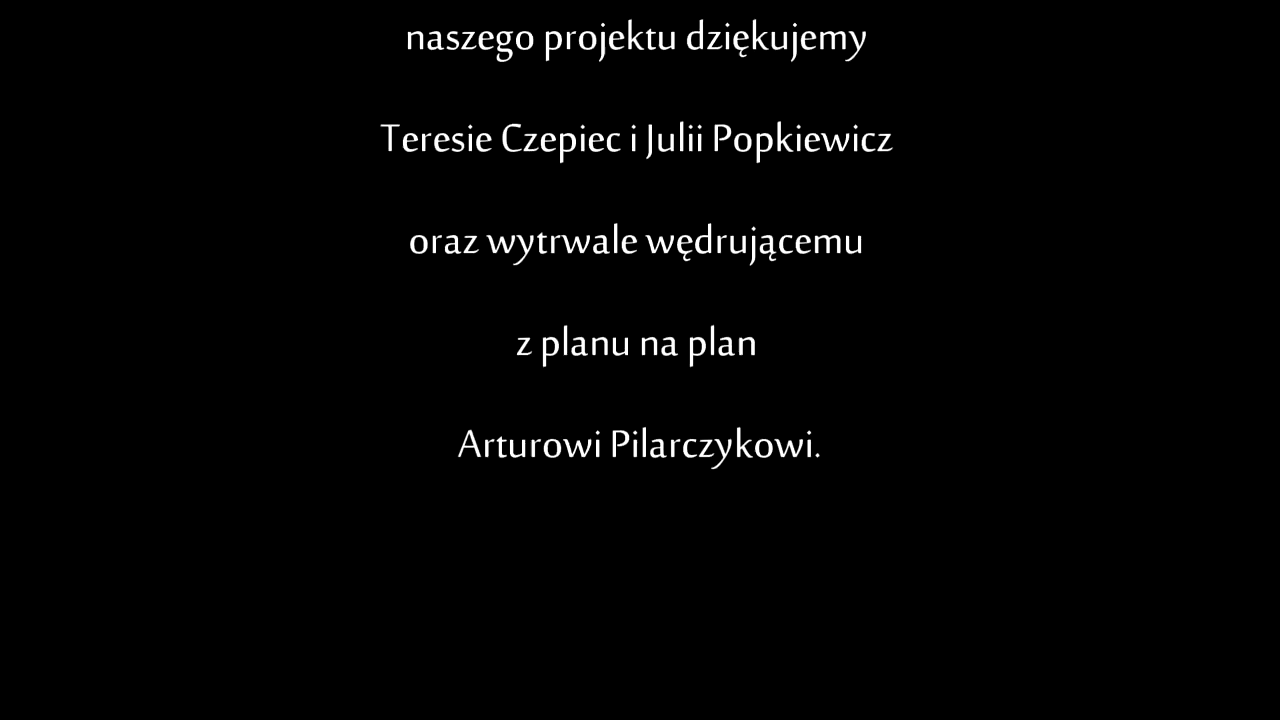 naszego projektu dziękujemy
Teresie Czepiec i Julii Popkiewicz
oraz wytrwale wędrującemu
z planu na plan
Arturowi Pilarczykowi.